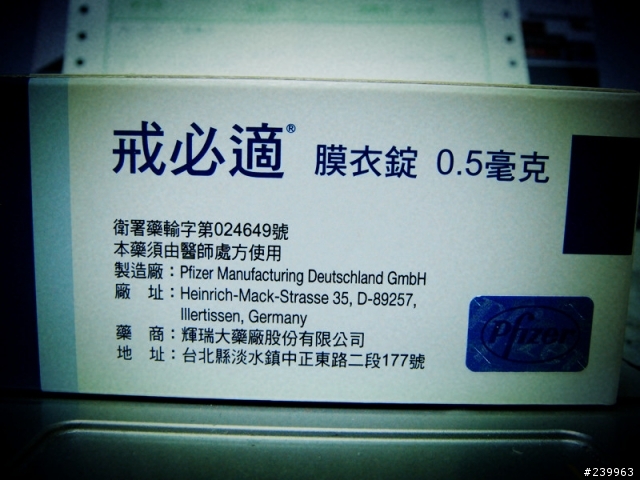 戒必適® 膜衣錠 0.5毫克
衛署藥輸字第024649號
本藥須由醫師處方使用
製造廠：Pfizer Manufacturing Deutschland GmbH
廠 址：Heinrich-Mack-Strasse 35, D-89257,
Illertissen, Germany
藥 商：輝瑞大藥廠股份有限公司
地 址：台北縣淡水鎮中正東路二段177號
Pfizer
#239963